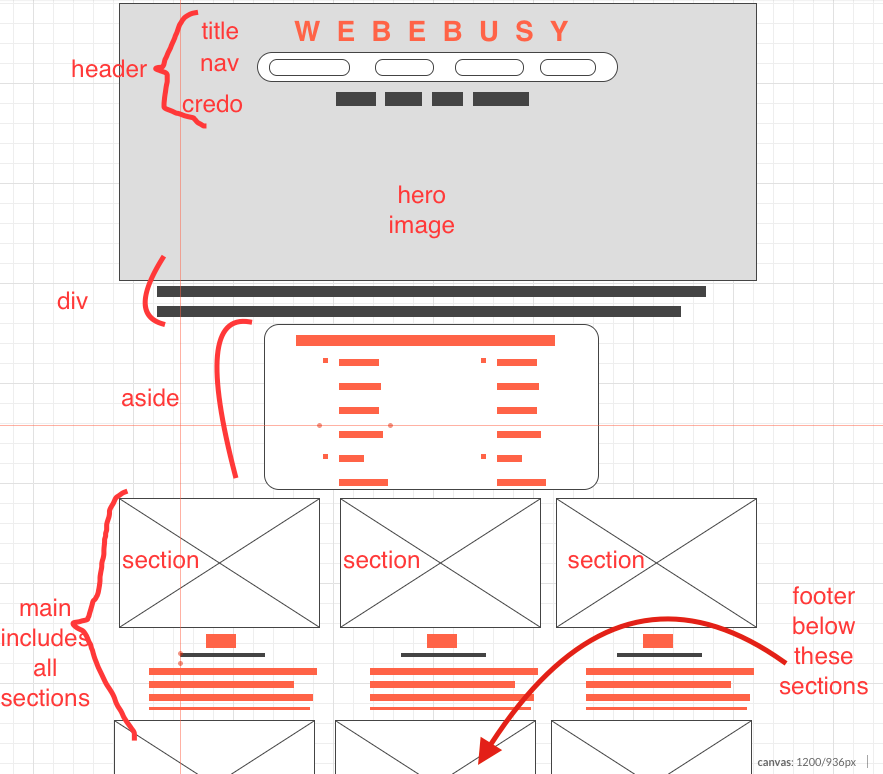 title
W E B E B U S Y
header
nav
credo
hero
image
div
aside
section
section
section
main
includes
all
sections
footer
below
these
sections
canvas: 1200/936px